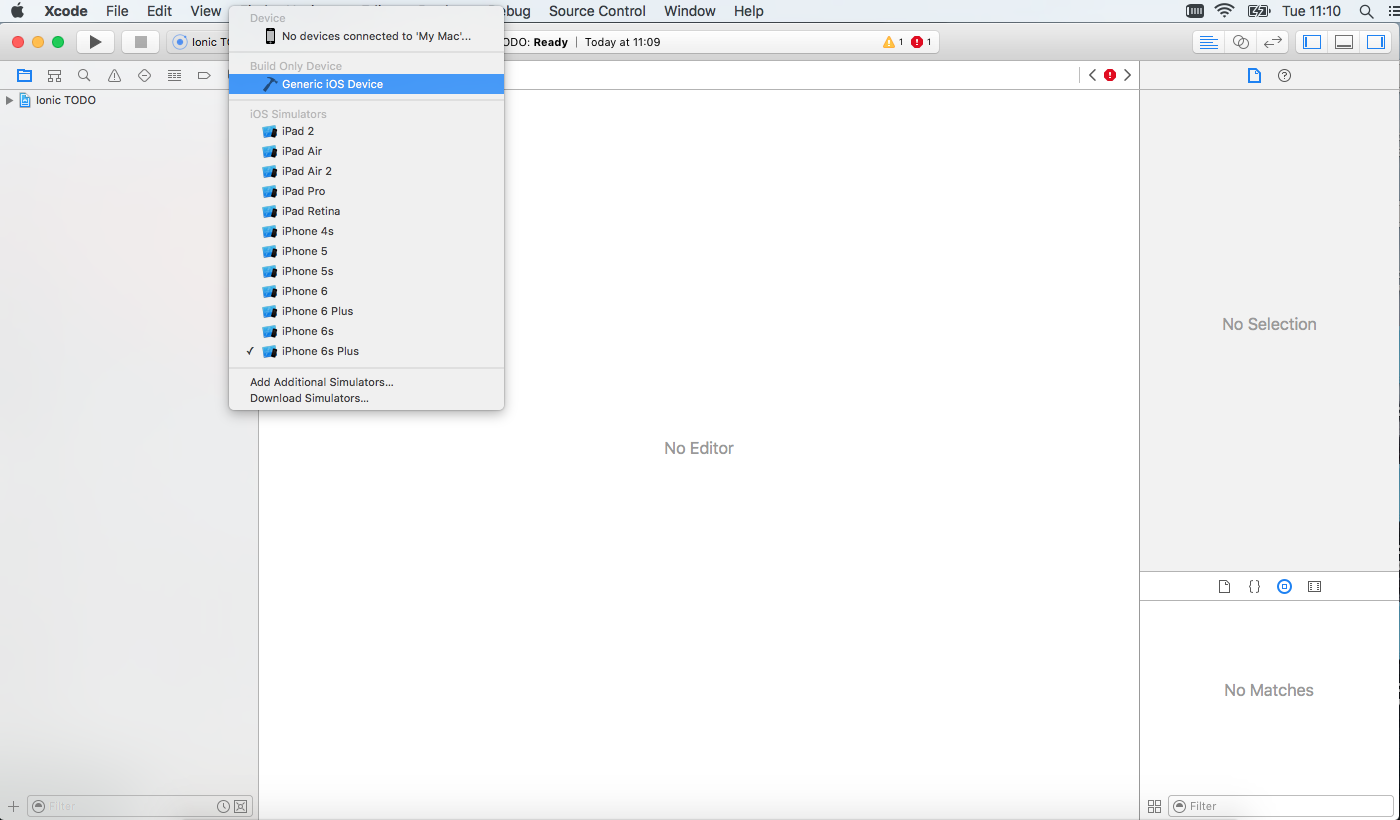 Xcode File Edit View Debug Source Control Window Help Tue 11:10
Device
No devices connected to 'My Mac'...
Ionic TO
ODO: Ready | Today at 11:09 1 1
Build Only Device
Generic iOS Device
Ionic TODO
iOS Simulators
iPad 2
iPad Air
iPad Air 2
iPad Pro
iPad Retina
iPhone 4s
iPhone 5
iPhone 5s
iPhone 6
iPhone 6 Plus
iPhone 6s
✓ iPhone 6s Plus
Add Additional Simulators...
Download Simulators...
No Editor
No Selection
{}
No Matches
Filter
Filter